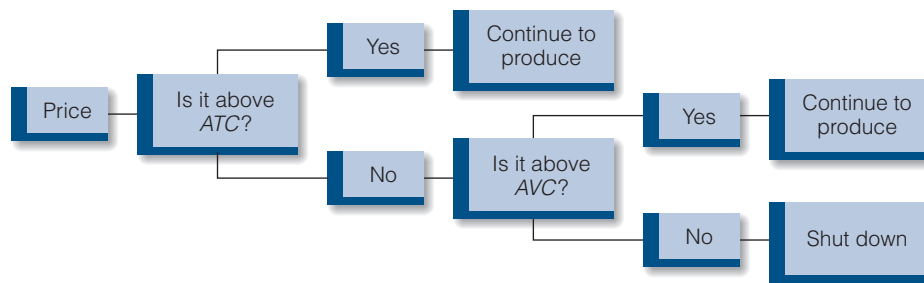 Price
Is it above
ATC?
Yes
Continue to
produce
No
Is it above
AVC?
Yes
Continue to
produce
No
Shut down